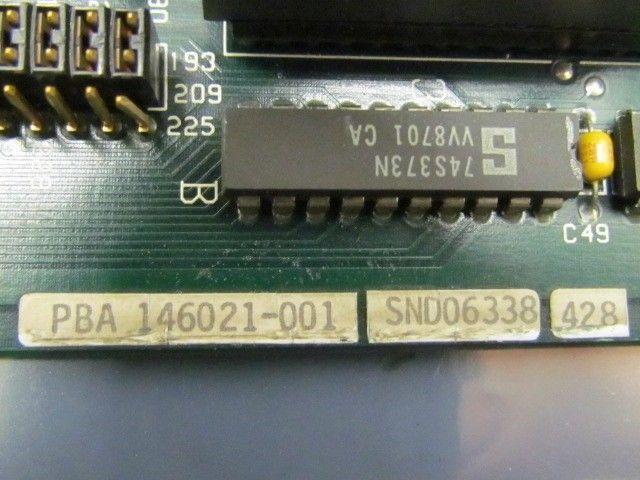 193
209
225
B
74S373N
VV8701 CA
S
C49
PBA 146021-001
SND06338
428